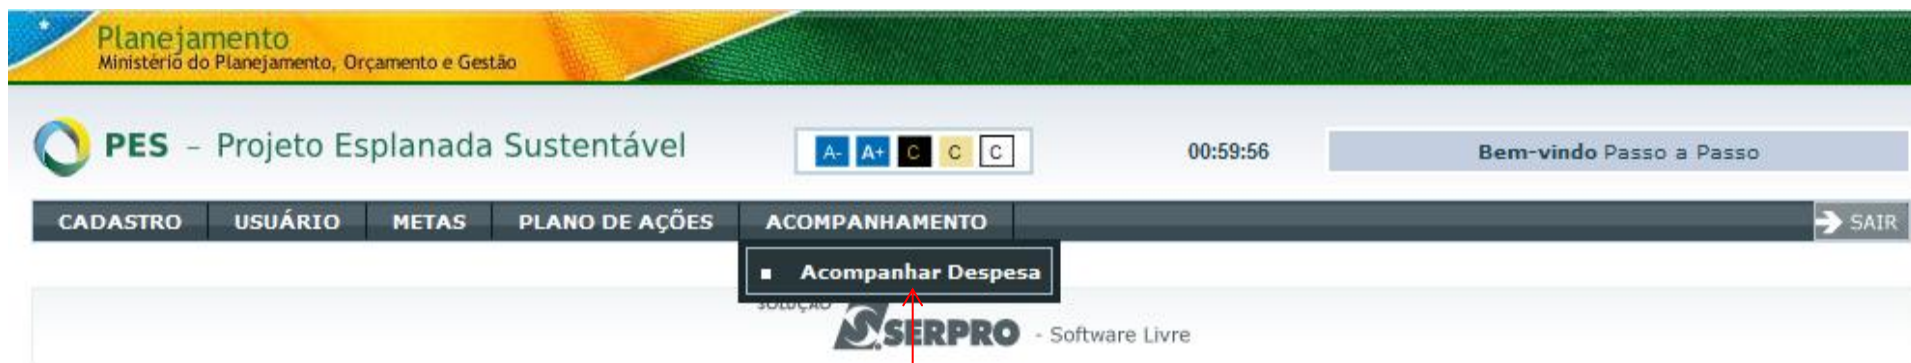 Planejamento
Ministério do Planejamento, Orçamento e Gestão
PES – Projeto Esplanada Sustentável
A- A+ C C C
00:59:56
Bem-vindo Passo a Passo
CADASTRO USUÁRIO METAS PLANO DE AÇÕES ACOMPANHAMENTO SAIR
Acompanhar Despesa
SOLUÇÃO
SERPRO - Software Livre